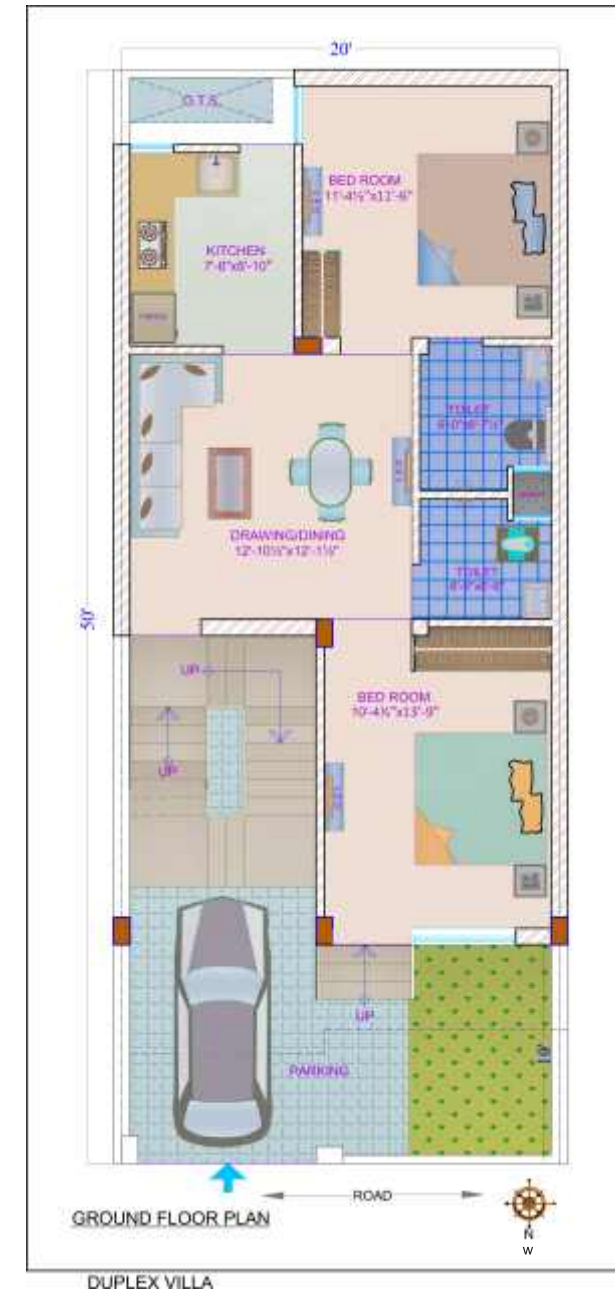 20'
O.T.S.
BED ROOM
11'-4½"x11'-6"
KITCHEN
7'-6"x8'-10"
TOILET
DRAWING/DINING
12'-10½"x12'-1½"
TOILET
50'
UP
BED ROOM
10'-4½"x13'-9"
UP
UP
PARKING
10'
ROAD
GROUND FLOOR PLAN
N
W
DUPLEX VILLA